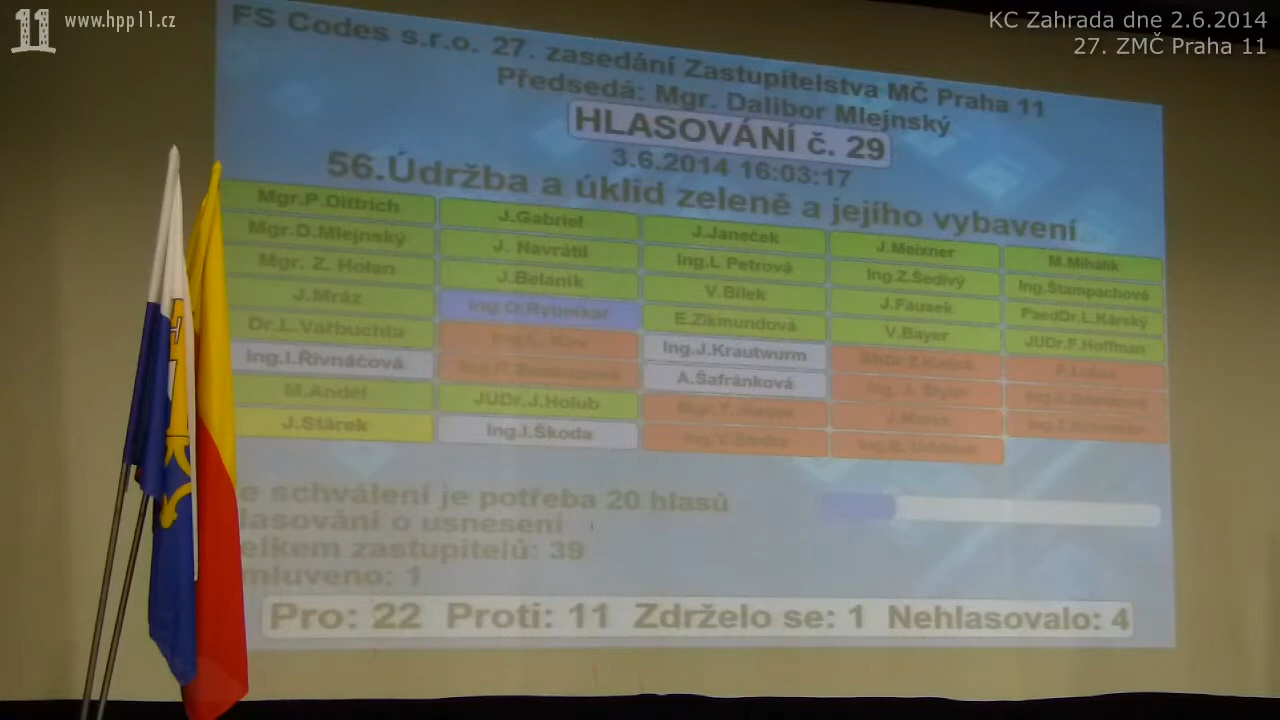 11 www.hpp11.cz
KC Zahrada dne 2.6.2014
27. ZMČ Praha 11
FS Codes s.r.o. 27. zasedání Zastupitelstva MČ Praha 11
Předsedá: Mgr. Dalibor Mlejnský
HLASOVÁNÍ č. 29
3.6.2014 16:03:17
56.Údržba a úklid zeleně a jejího vybavení
Mgr.P.Dittrich J.Gabriel J.Janeček J.Meixner M.Mihálik
Mgr.D.Mlejnský J. Navrátil Ing.L Petrová Ing.Z.Šedivý Ing.Štampachová
Mgr. Z. Holan J.Belaník V.Bílek J.Fausek PaedDr.L.Kárský
J.Mráz E.Zikmundová V.Bayer JUDr.F.Hoffman
Dr.L.Vařbuchta Ing.J.Krautwurm
Ing.I.Řivnáčová A.Šafránková
M.Anděl JUDr.J.Holub
J.Stárek Ing.I.Škoda
e schválení je potřeba 20 hlasů
lasování o usnesení
elkem zastupitelů: 39
mluveno: 1
Pro: 22 Proti: 11 Zdrželo se: 1 Nehlasovalo: 4